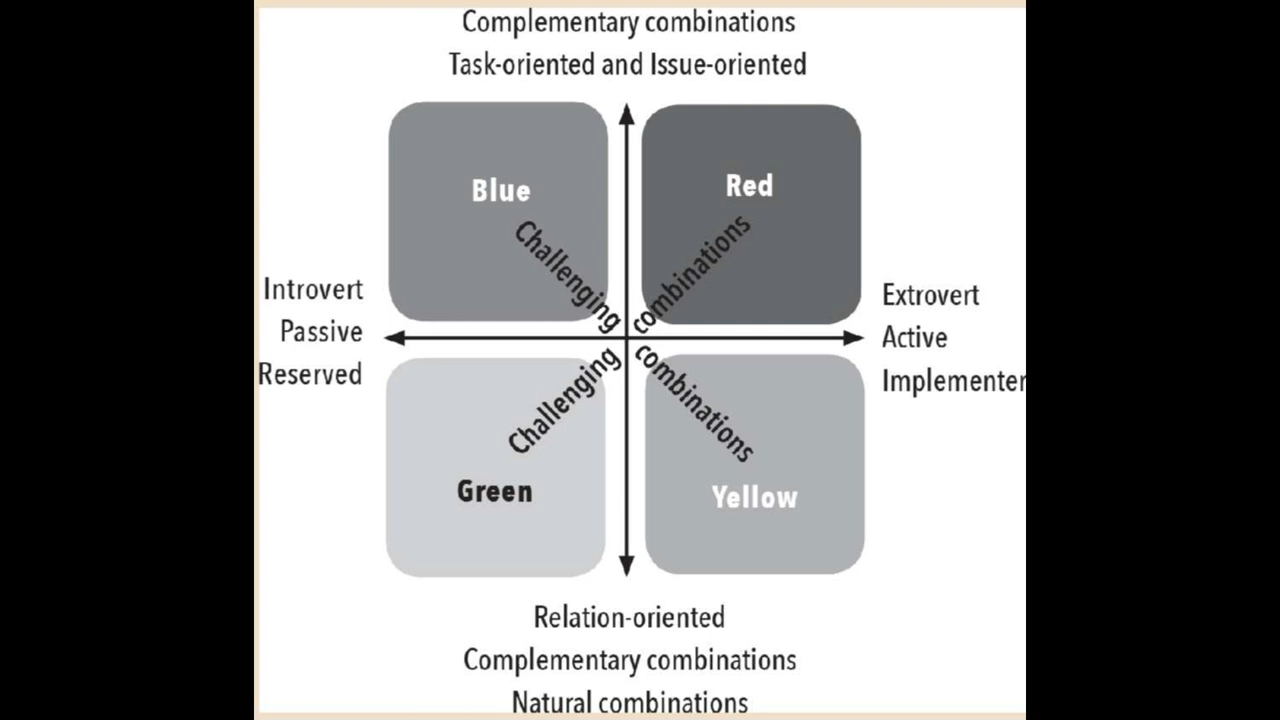 Complementary combinations
Task-oriented and Issue-oriented
Blue
Red
Challenging combinations
Introvert
Passive
Reserved
Extrovert
Active
Implementer
Challenging combinations
Green
Yellow
Relation-oriented
Complementary combinations
Natural combinations